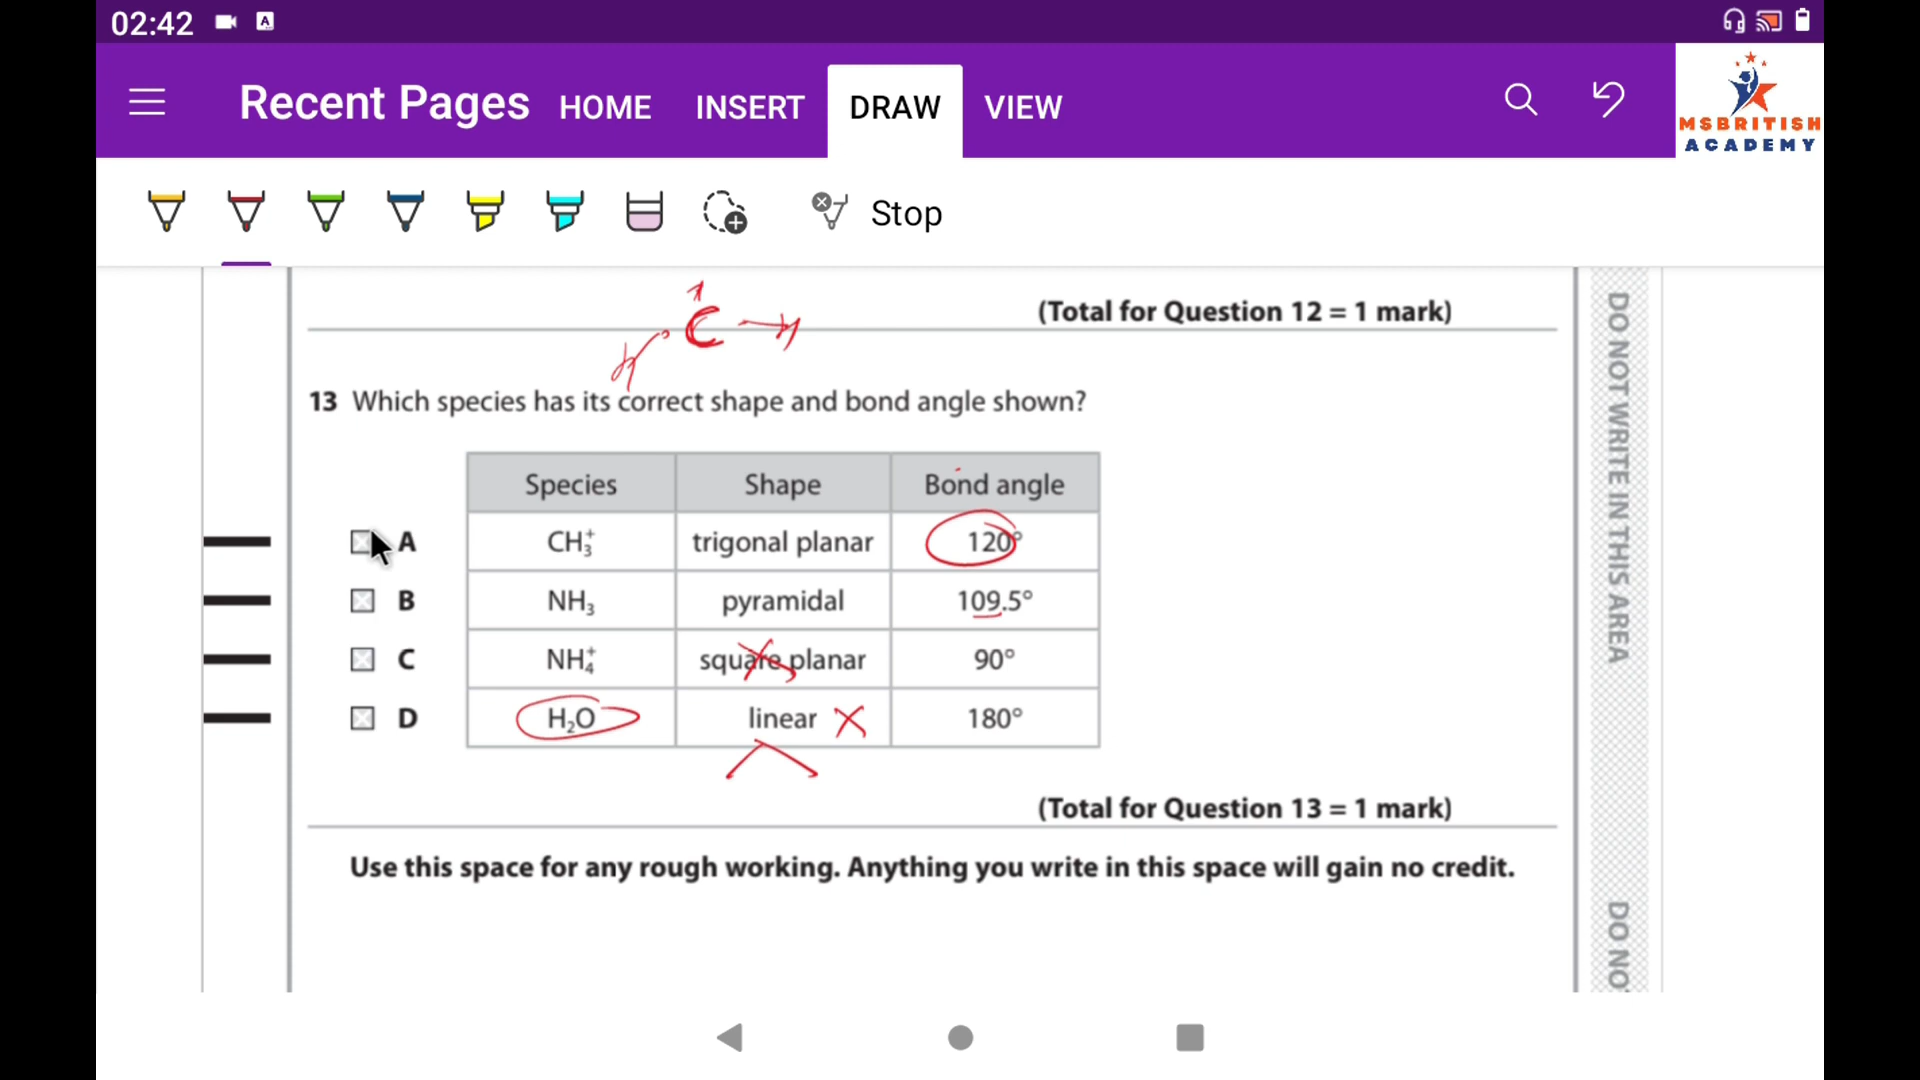 02:42 A
Recent Pages HOME INSERT DRAW VIEW
MSBRITISH
ACADEMY
Stop
(Total for Question 12 = 1 mark)
C
13 Which species has its correct shape and bond angle shown?
Species Shape Bond angle
A CH₃⁺ trigonal planar 120°
B NH₃ pyramidal 109.5°
C NH₄⁺ square planar 90°
D H₂O linear 180°
(Total for Question 13 = 1 mark)
Use this space for any rough working. Anything you write in this space will gain no credit.
DO NOT WRITE IN THIS AREA
DO NO